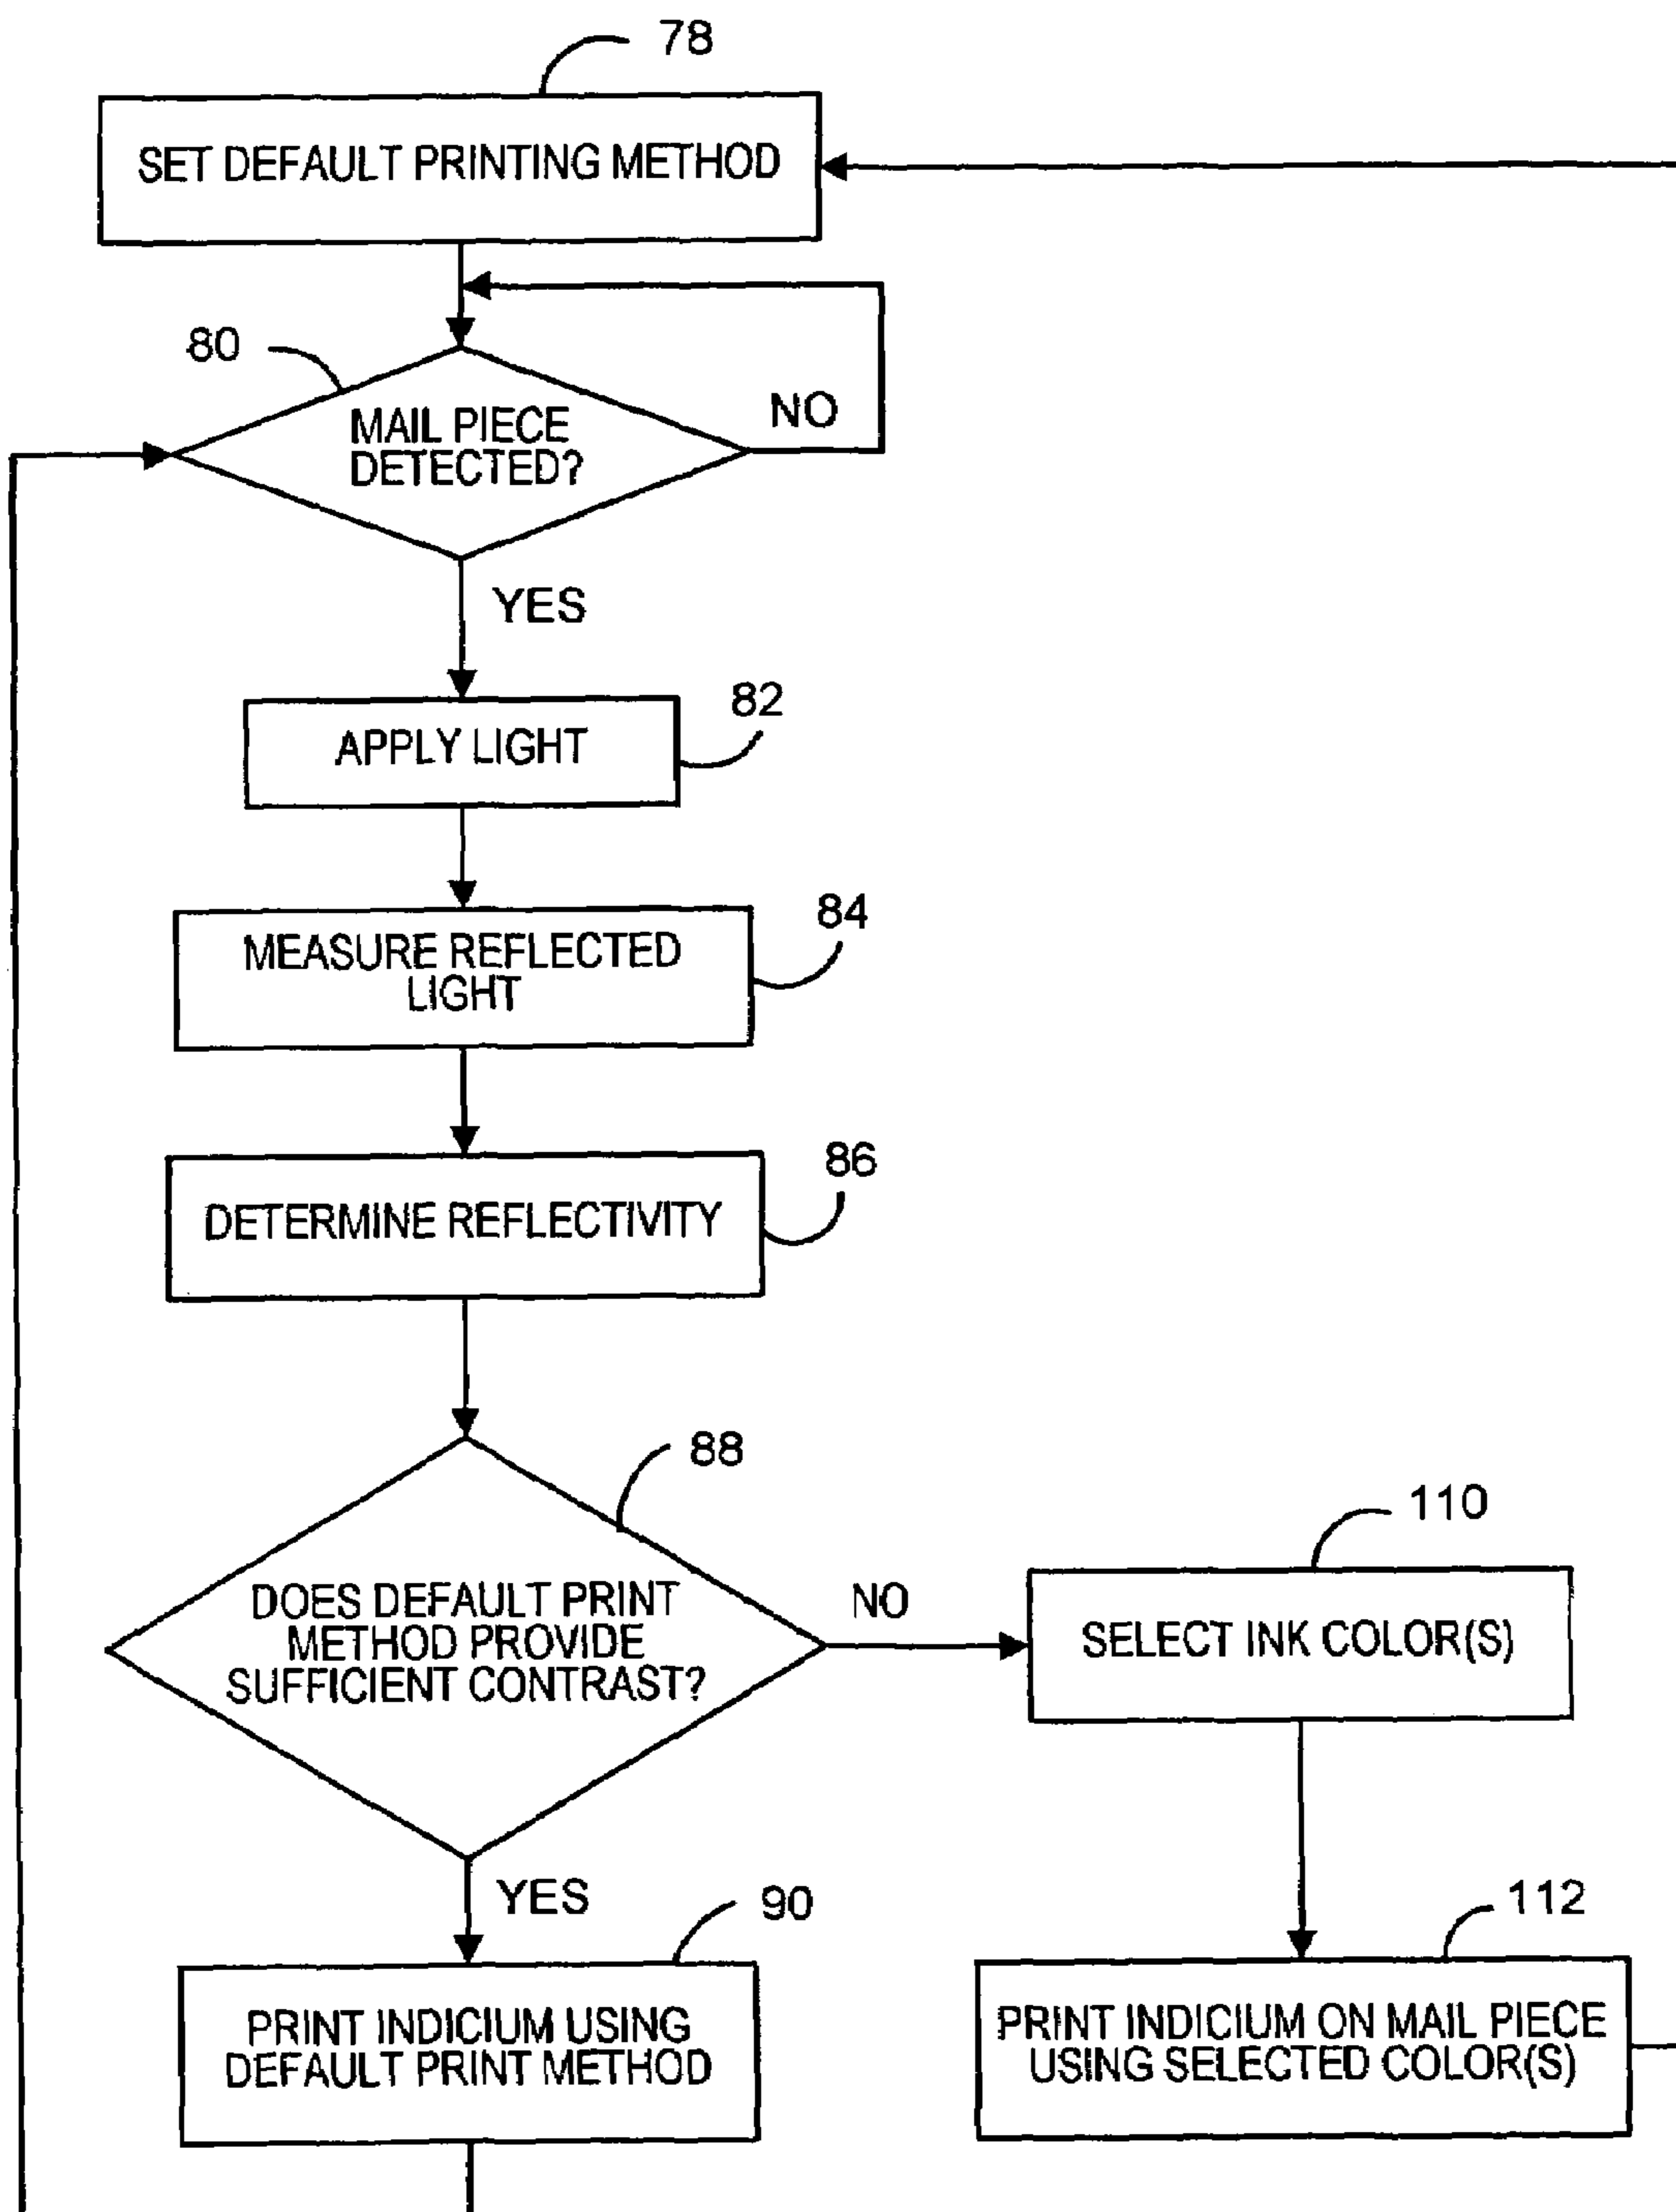 78
SET DEFAULT PRINTING METHOD
80
MAIL PIECE
DETECTED?
NO
YES
82
APPLY LIGHT
84
MEASURE REFLECTED
LIGHT
86
DETERMINE REFLECTIVITY
88
DOES DEFAULT PRINT
METHOD PROVIDE
SUFFICIENT CONTRAST?
NO
110
SELECT INK COLOR(S)
YES
90
PRINT INDICIUM USING
DEFAULT PRINT METHOD
112
PRINT INDICIUM ON MAIL PIECE
USING SELECTED COLOR(S)